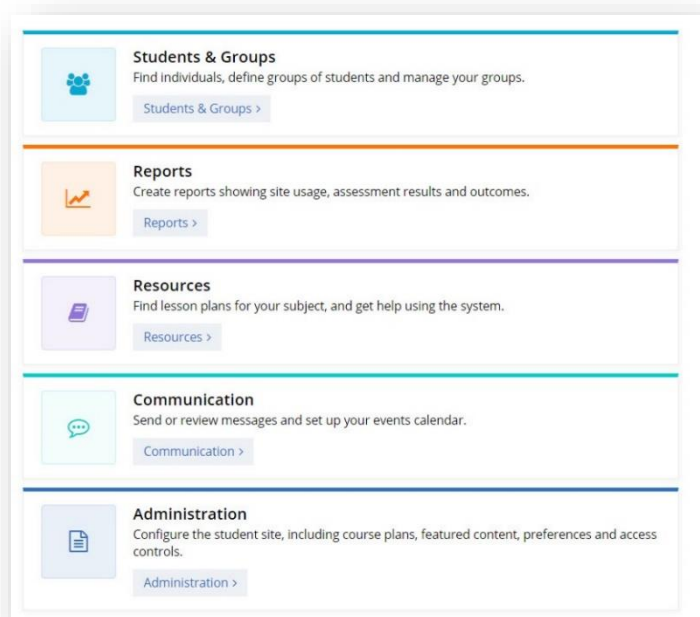 Students & Groups
Find individuals, define groups of students and manage your groups.
Students & Groups >
Reports
Create reports showing site usage, assessment results and outcomes.
Reports >
Resources
Find lesson plans for your subject, and get help using the system.
Resources >
Communication
Send or review messages and set up your events calendar.
Communication >
Administration
Configure the student site, including course plans, featured content, preferences and access
controls.
Administration >